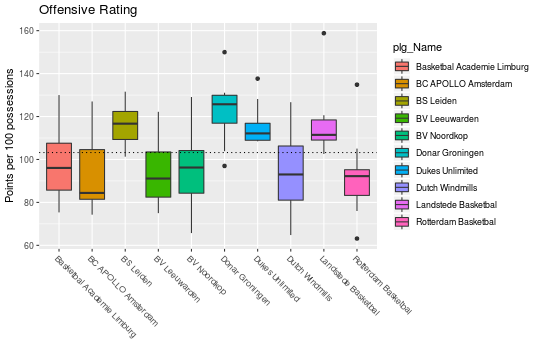 Offensive Rating
Points per 100 possessions
160
140
120
100
80
60
Basketbal Academie Limburg
BC APOLLO Amsterdam
BS Leiden
BV Leeuwarden
BV Noordkop
Donar Groningen
Dukes Unlimited
Dutch Windmills
Landstede Basketbal
Rotterdam Basketbal
plg_Name
Basketbal Academie Limburg
BC APOLLO Amsterdam
BS Leiden
BV Leeuwarden
BV Noordkop
Donar Groningen
Dukes Unlimited
Dutch Windmills
Landstede Basketbal
Rotterdam Basketbal